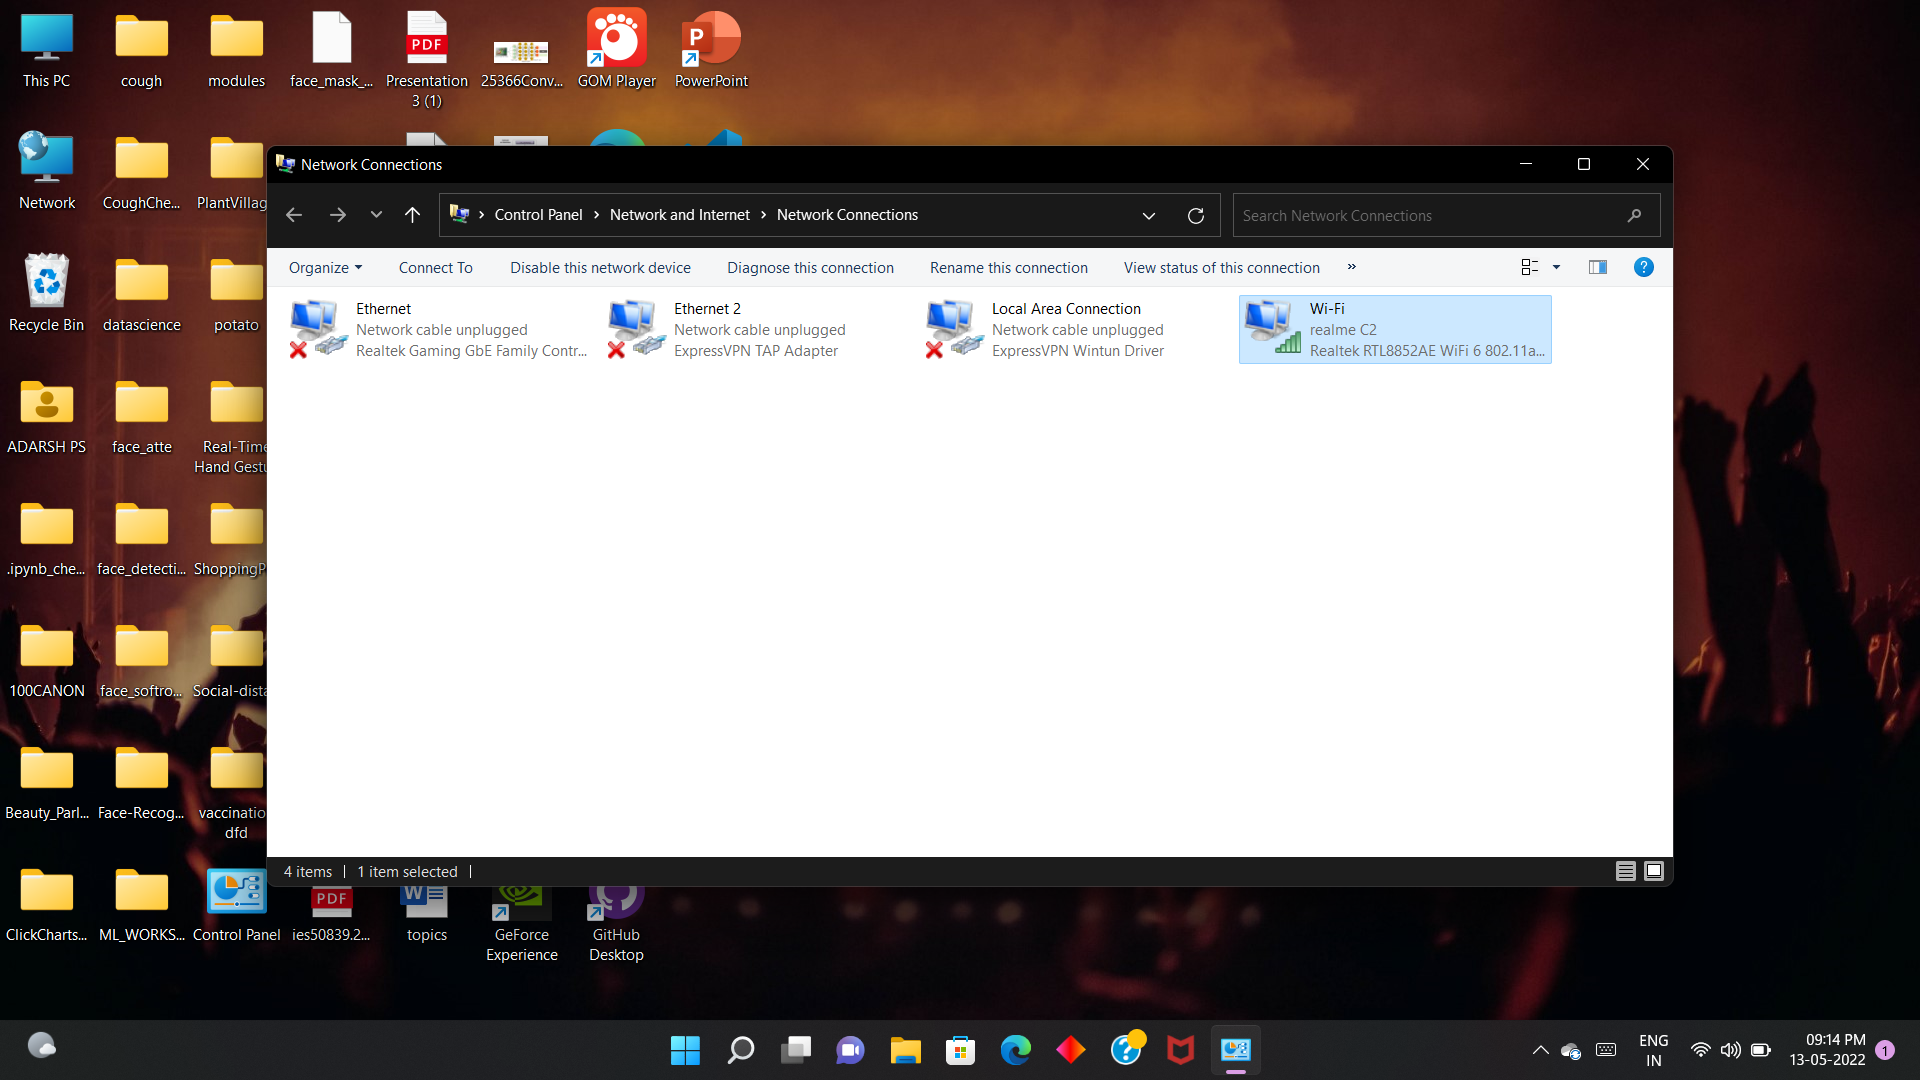 This PC
cough
modules
face_mask_...
Presentation
3 (1)
25366Conv...
GOM Player
PowerPoint
Network
CoughChe...
PlantVillag
Recycle Bin
datascience
potato
ADARSH PS
face_atte
Real-Time
Hand Gestu
.ipynb_che...
face_detecti...
ShoppingP
100CANON
face_softro...
Social-dista
Beauty_Parl...
Face-Recog...
vaccinatio
dfd
ClickCharts...
ML_WORKS...
Control Panel
ies50839.2...
topics
GeForce
Experience
GitHub
Desktop
PDF
P
PDF
W
Network Connections
Control Panel
Network and Internet
Network Connections
Search Network Connections
Organize
Connect To
Disable this network device
Diagnose this connection
Rename this connection
View status of this connection
»
?
Ethernet
Network cable unplugged
Realtek Gaming GbE Family Contr...
Ethernet 2
Network cable unplugged
ExpressVPN TAP Adapter
Local Area Connection
Network cable unplugged
ExpressVPN Wintun Driver
Wi-Fi
realme C2
Realtek RTL8852AE WiFi 6 802.11a...
4 items
1 item selected
?
ENG
IN
09:14 PM
13-05-2022
1